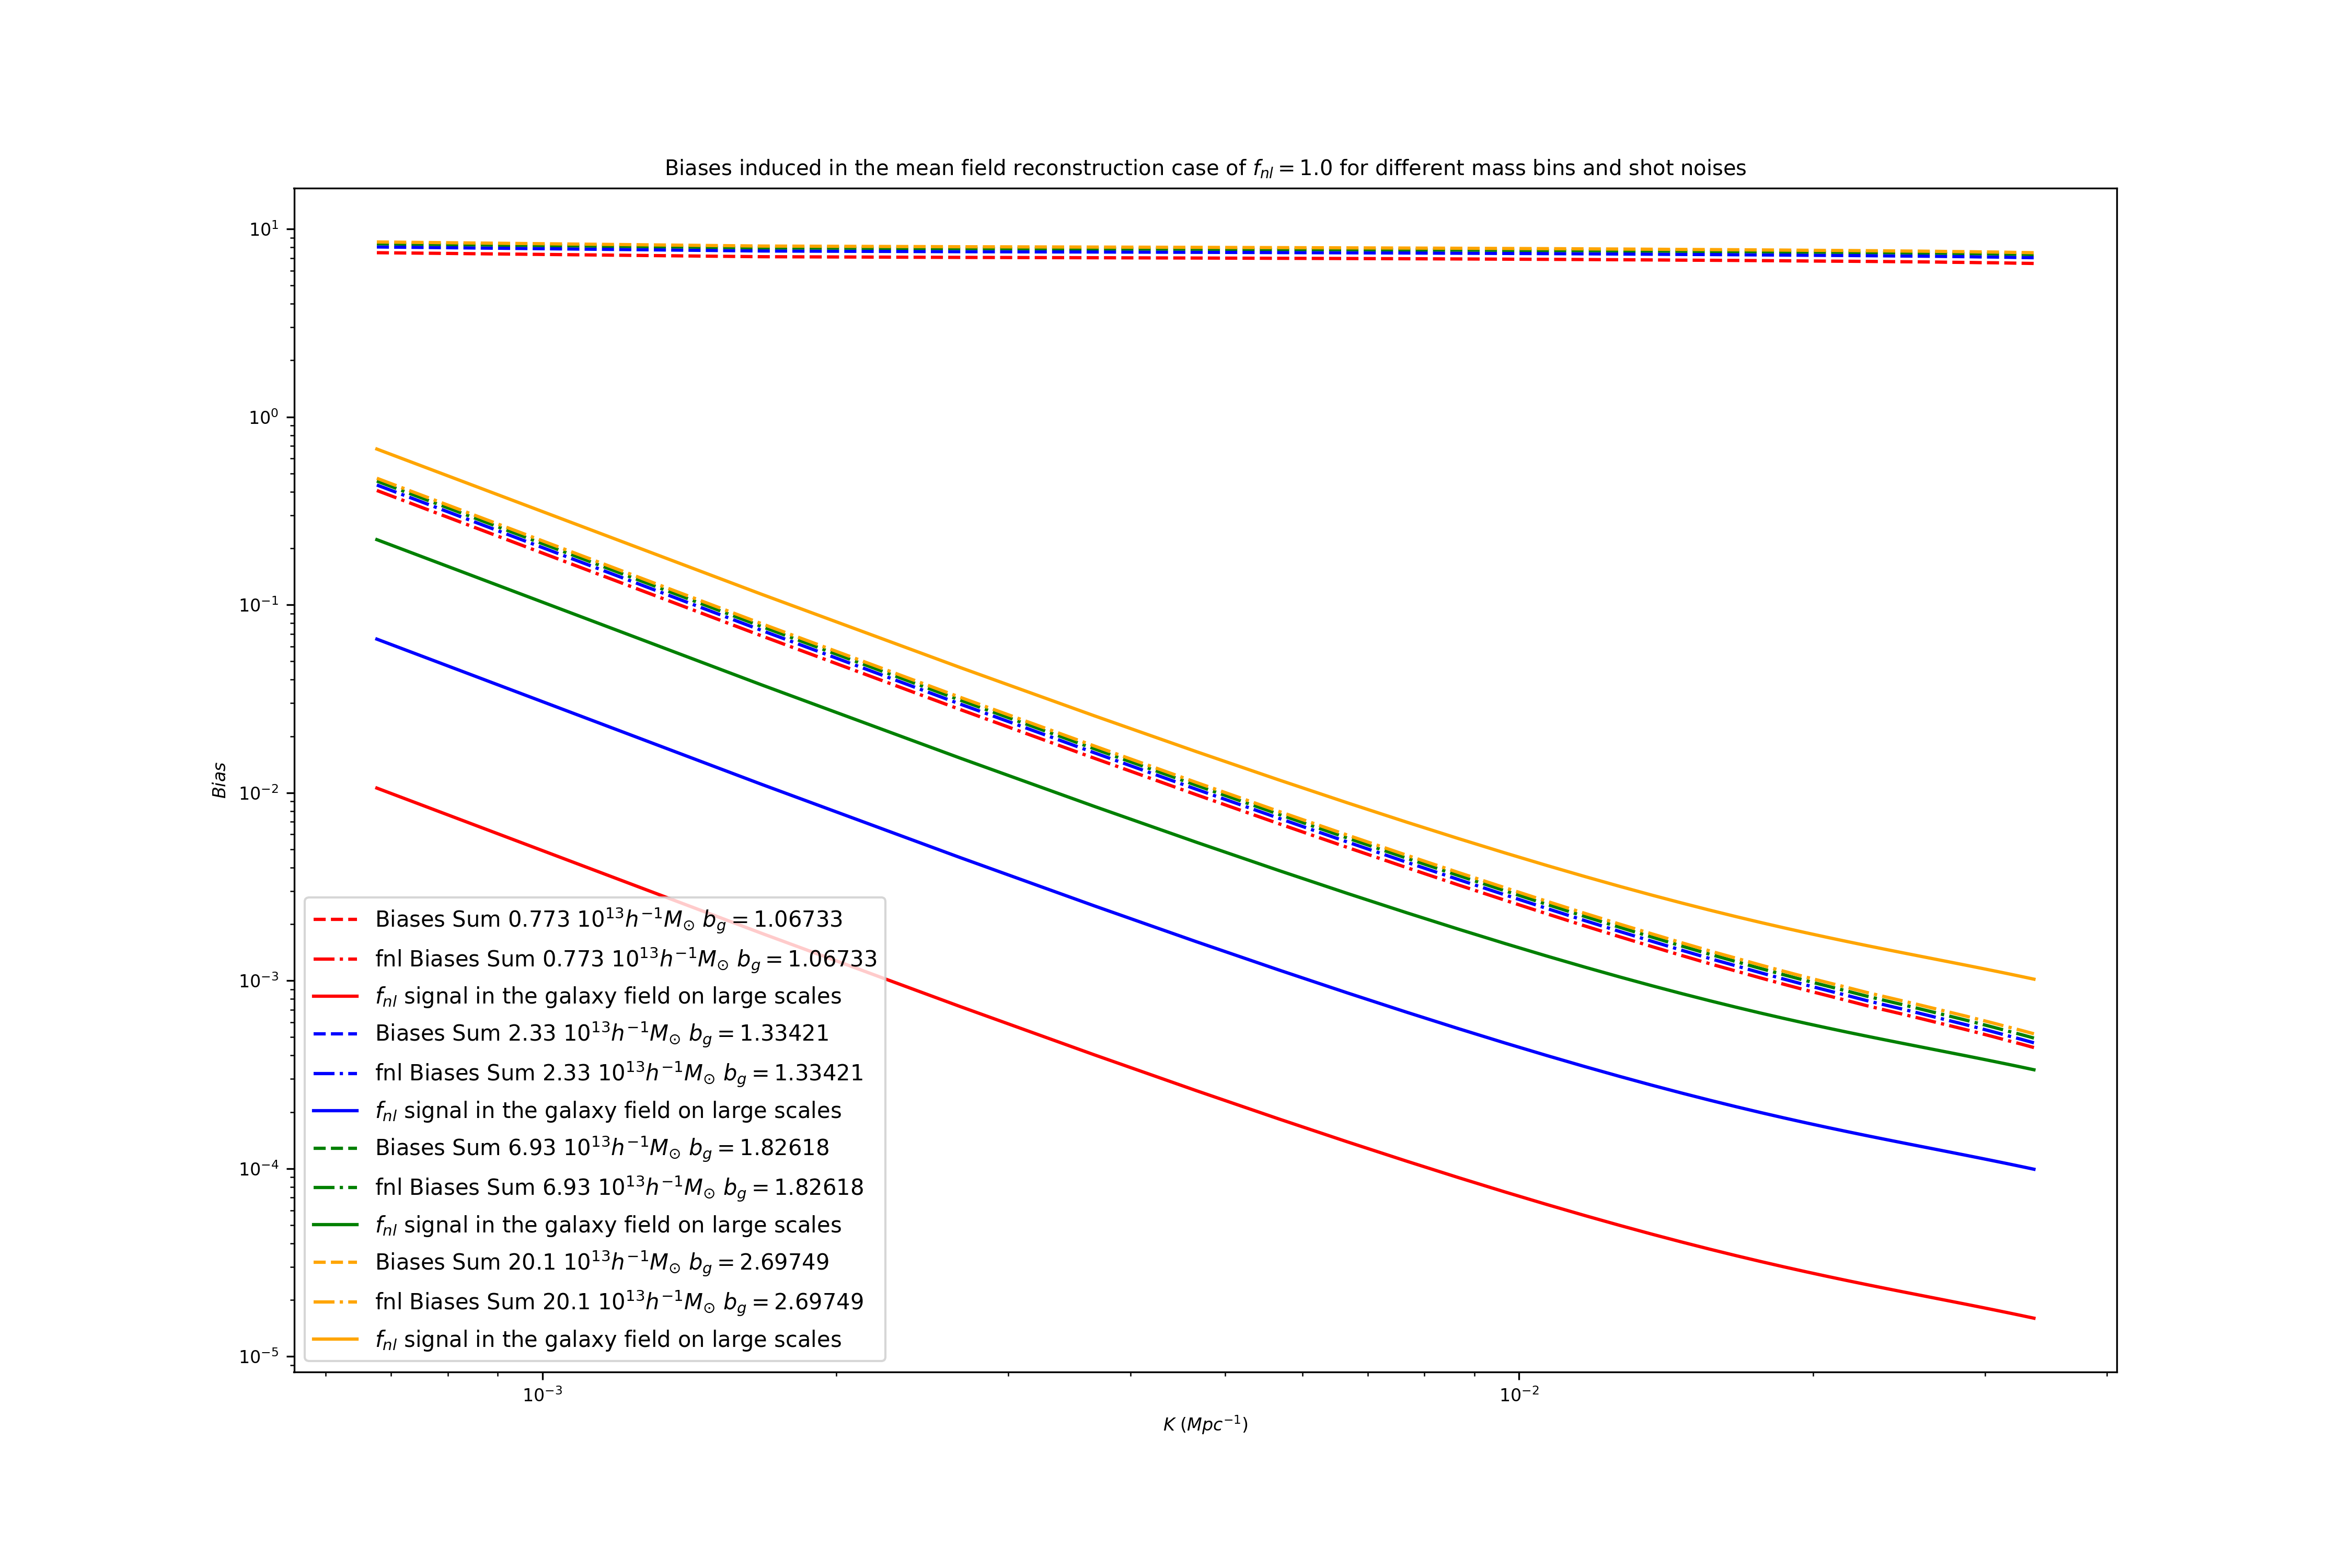 Biases induced in the mean field reconstruction case of $f_{nl} = 1.0$ for different mass bins and shot noises
$10^{1}$
$10^{0}$
$10^{-1}$
$10^{-2}$
$10^{-3}$
$10^{-4}$
$10^{-5}$
Bias
Biases Sum 0.773 $10^{13}h^{-1}M_{\odot}$ $b_g = 1.06733$
fnl Biases Sum 0.773 $10^{13}h^{-1}M_{\odot}$ $b_g = 1.06733$
$f_{nl}$ signal in the galaxy field on large scales
Biases Sum 2.33 $10^{13}h^{-1}M_{\odot}$ $b_g = 1.33421$
fnl Biases Sum 2.33 $10^{13}h^{-1}M_{\odot}$ $b_g = 1.33421$
$f_{nl}$ signal in the galaxy field on large scales
Biases Sum 6.93 $10^{13}h^{-1}M_{\odot}$ $b_g = 1.82618$
fnl Biases Sum 6.93 $10^{13}h^{-1}M_{\odot}$ $b_g = 1.82618$
$f_{nl}$ signal in the galaxy field on large scales
Biases Sum 20.1 $10^{13}h^{-1}M_{\odot}$ $b_g = 2.69749$
fnl Biases Sum 20.1 $10^{13}h^{-1}M_{\odot}$ $b_g = 2.69749$
$f_{nl}$ signal in the galaxy field on large scales
$10^{-3}$
$10^{-2}$
$K\ (Mpc^{-1})$